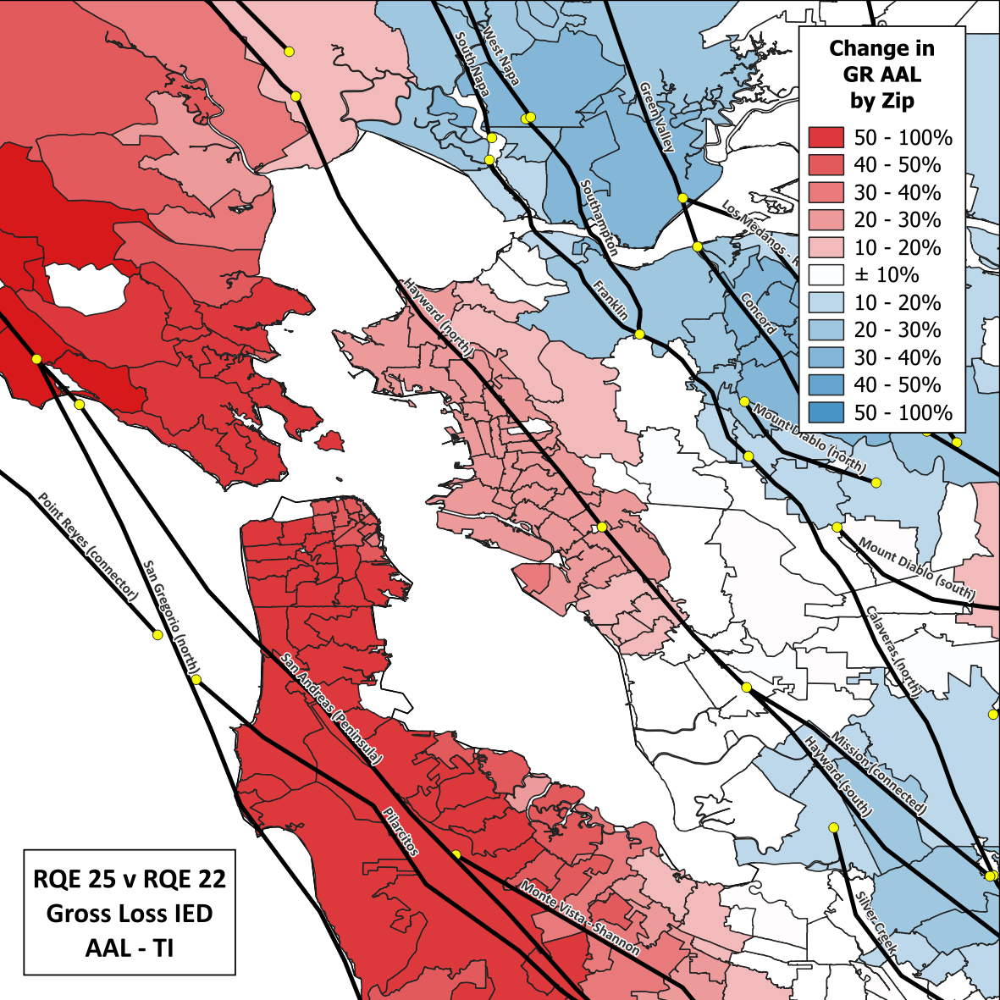 Change in
GR AAL
by Zip
50 - 100%
40 - 50%
30 - 40%
20 - 30%
10 - 20%
± 10%
10 - 20%
20 - 30%
30 - 40%
40 - 50%
50 - 100%
South Napa
West Napa
Green Valley
Southampton
Los Medanos - R
Franklin
Concord
Hayward (north)
Mount Diablo (north)
Mount Diablo (south)
Calaveras (north)
Point Reyes (connector)
San Gregorio (north)
San Andreas (Peninsula)
Pilarcitos
Monte Vista - Shannon
Mission (connected)
Hayward (south)
Silver Creek
RQE 25 v RQE 22
Gross Loss IED
AAL - TI